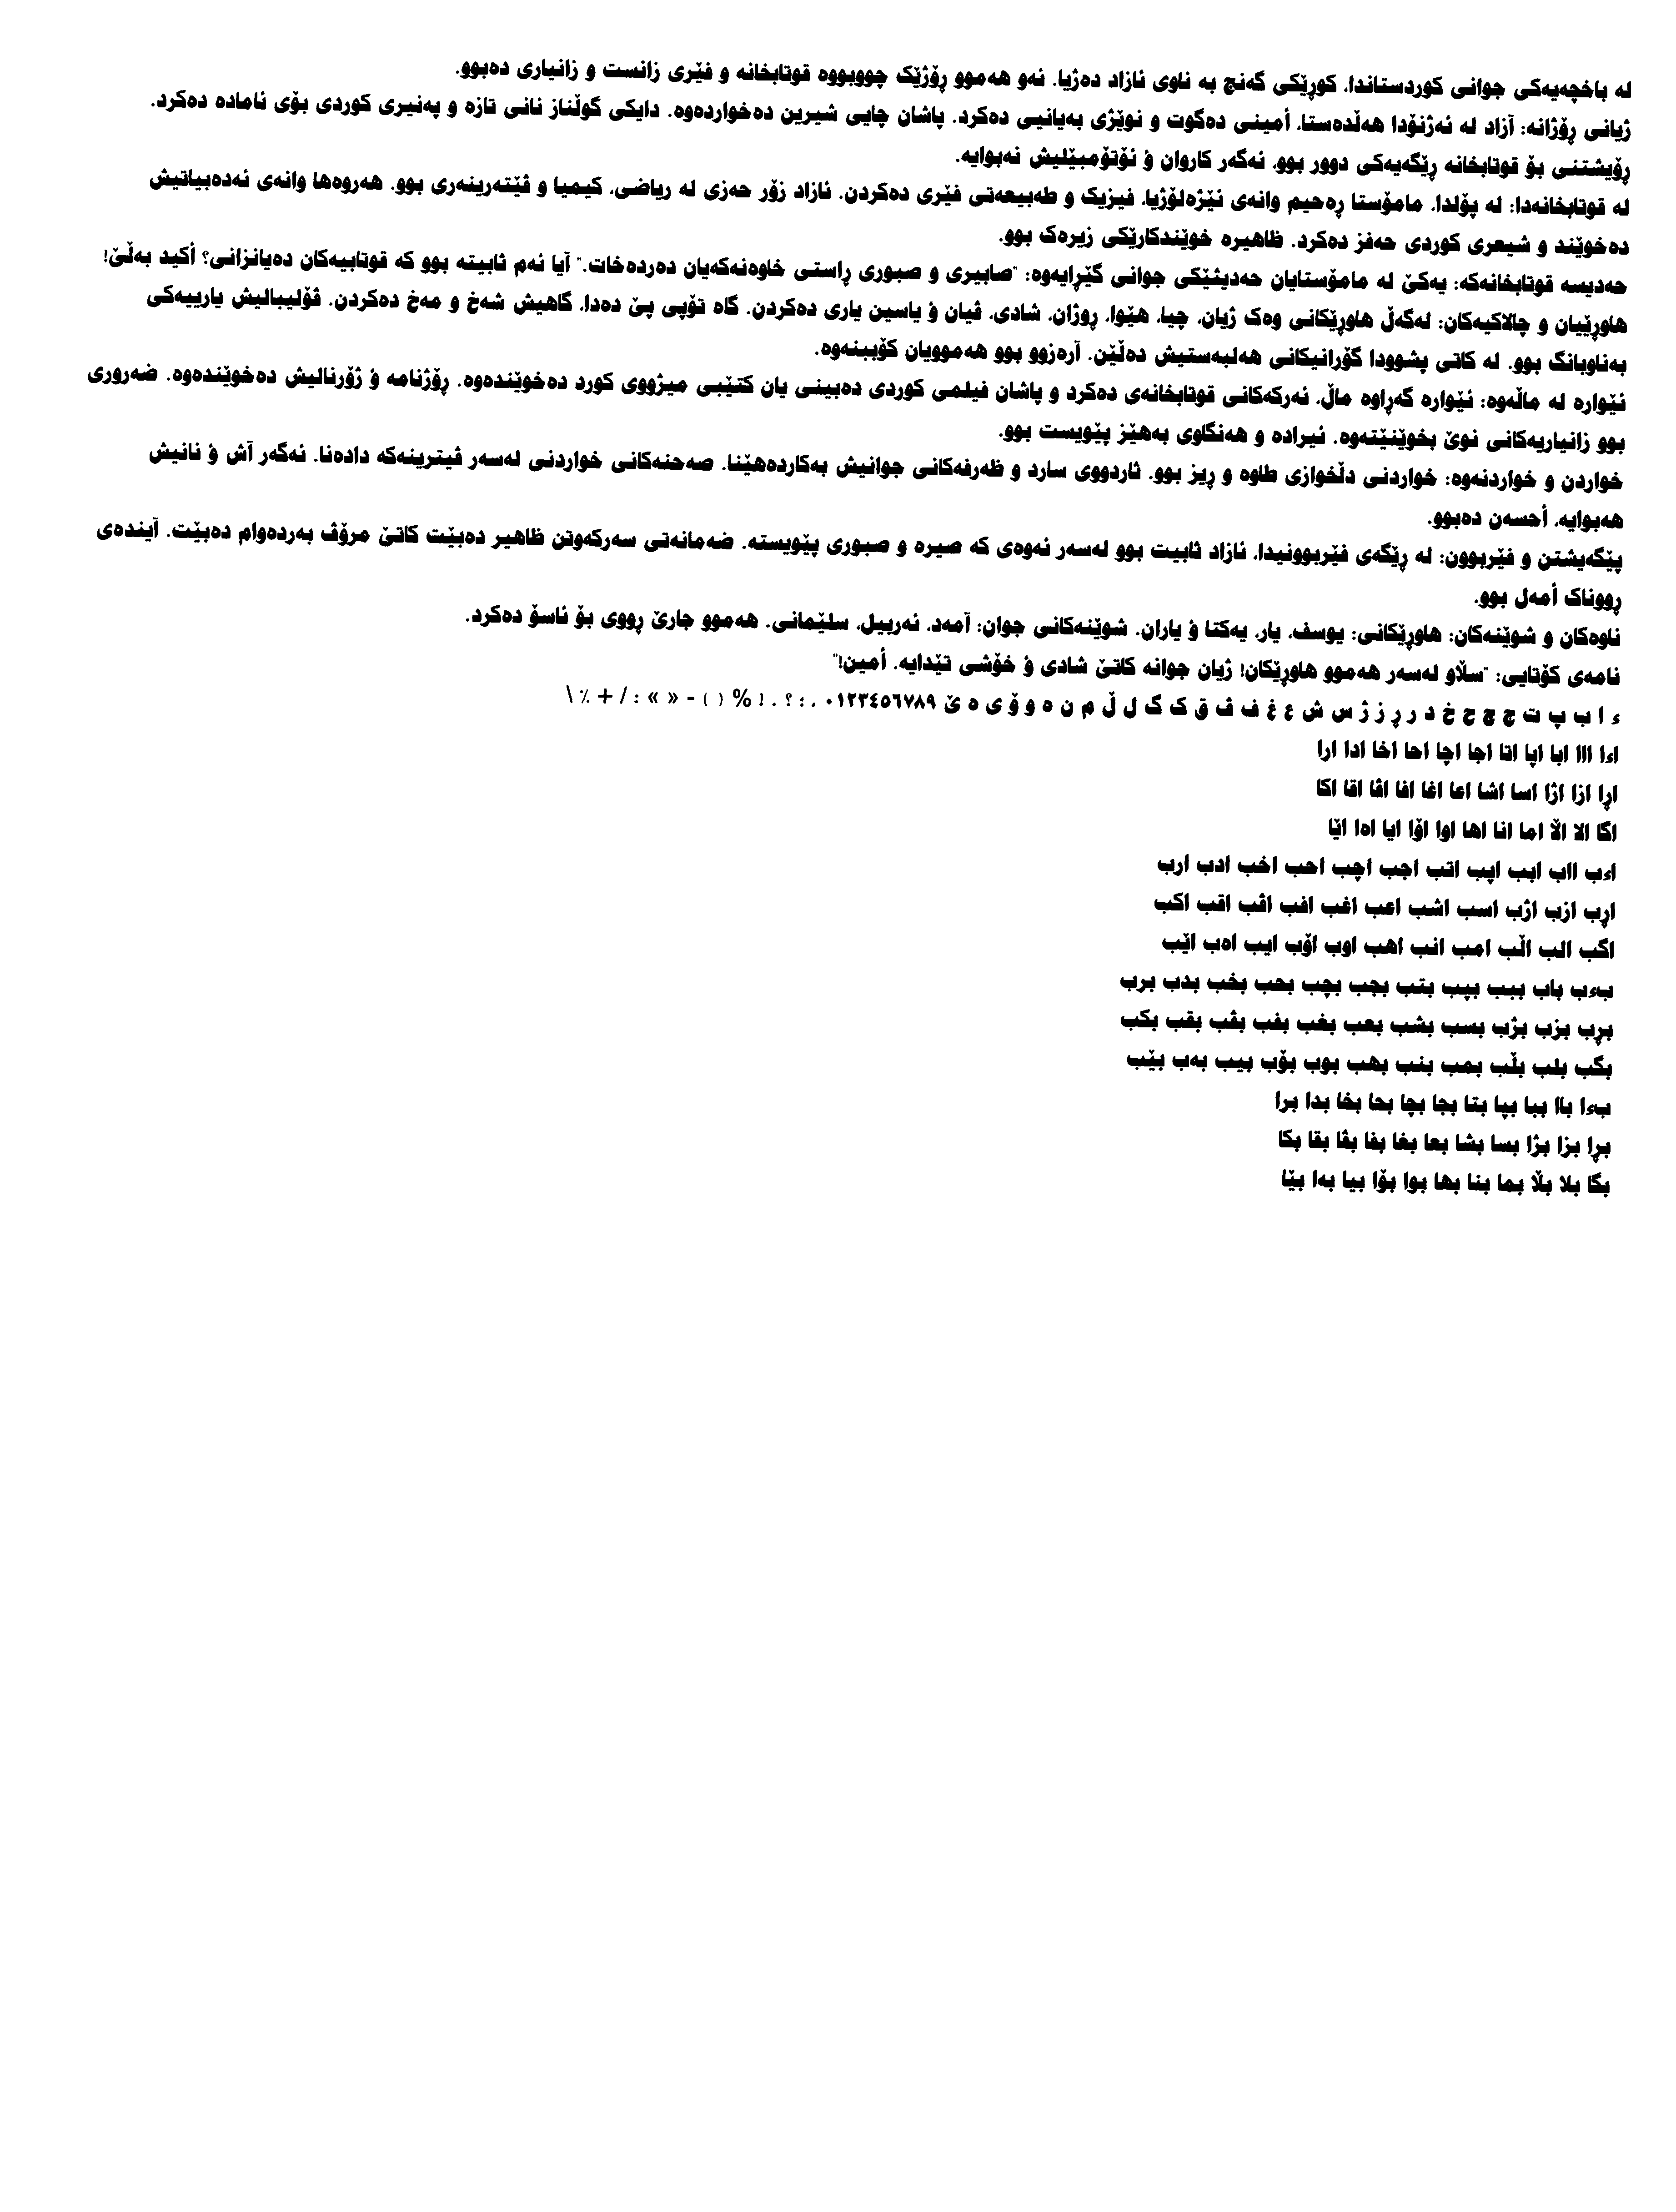 لە باخچەیەکی جوانی کوردستاندا، کوڕێکی گەنج بە ناوی ئازاد دەژیا. ئەو هەموو ڕۆژێک چووبووە قوتابخانە و فێری زانست و زانیاری دەبوو.
ژیانی ڕۆژانە: آزاد لە ئەژنۆدا هەڵدەستا، أمینی دەگوت و نوێژی بەیانیی دەکرد. پاشان چایی شیرین دەخواردەوە. دایکی گوڵناز نانی تازە و پەنیری کوردی بۆی ئامادە دەکرد.
ڕۆیشتنی بۆ قوتابخانە ڕێگەیەکی دوور بوو، ئەگەر کاروان ؤ ئۆتۆمبێلیش نەبوایە.
لە قوتابخانەدا: لە پۆلدا، مامۆستا ڕەحیم وانەی ئێژەلۆژیا، فیزیک و طەبیعەتی فێری دەکردن. ئازاد زۆر حەزی لە ریاضی، کیمیا و ڤێتەرینەری بوو. هەروەها وانەی ئەدەبیاتیش
دەخوێند و شیعری کوردی حەفز دەکرد. ظاهیرە خوێندکارێکی زیرەک بوو.
حەدیسە قوتابخانەکە: یەکێ لە مامۆستایان حەدیثێکی جوانی گێڕایەوە: "صابیری و صبوری ڕاستی خاوەنەکەیان دەردەخات." آیا ئەم ثابیتە بوو کە قوتابیەکان دەیانزانی؟ أکید بەڵێ!
هاوڕێیان و چالاکیەکان: لەگەڵ هاوڕێکانی وەک ژیان، چیا، هێوا، ڕوژان، شادی، ڤیان ؤ یاسین یاری دەکردن. گاە تۆپی پێ دەدا، گاهیش شەخ و مەخ دەکردن. ڤۆلیبالیش یارییەکی
بەناوبانگ بوو. لە کاتی پشوودا گۆرانیکانی هەلبەستیش دەڵێن. آرەزوو بوو هەموویان کۆببنەوە.
ئێوارە لە ماڵەوە: ئێوارە گەڕاوە ماڵ، ئەرکەکانی قوتابخانەی دەکرد و پاشان فیلمی کوردی دەبینی یان کتێبی میژووی کورد دەخوێندەوە. ڕۆژنامە ؤ ژۆرنالیش دەخوێندەوە. ضەروری
بوو زانیاریەکانی نوێ بخوێنێتەوە. ئیرادە و هەنگاوی بەهێز پێویست بوو.
خواردن و خواردنەوە: خواردنی دڵخوازی طاوە و ڕیز بوو. ئاردووی سارد و ظەرفەکانی جوانیش بەکاردەهێنا. صەحنەکانی خواردنی لەسەر ڤیترینەکە دادەنا. ئەگەر آش ؤ نانیش
هەبوایە، أحسەن دەبوو.
پێگەیشتن و فێربوون: لە ڕێگەی فێربوونیدا، ئازاد ثابیت بوو لەسەر ئەوەی کە صیرە و صبوری پێویستە. ضەمانەتی سەرکەوتن ظاهیر دەبێت کاتێ مرۆڤ بەردەوام دەبێت. آیندەی
ڕووناک أمەل بوو.
ناوەکان و شوێنەکان: هاوڕێکانی: یوسف، یار، یەکتا ؤ یاران. شوێنەکانی جوان: آمەد، ئەربیل، سلێمانی. هەموو جارێ ڕووی بۆ ئاسۆ دەکرد.
نامەی کۆتایی: "سڵاو لەسەر هەموو هاوڕێکان! ژیان جوانە کاتێ شادی ؤ خۆشی تێدایە. أمین!"
ء ا ب پ ت ج چ ح خ د ر ڕ ز ژ س ش ع غ ف ڤ ق ک گ ل ڵ م ن ه و ۆ ی ە ێ ٠١٢٣٤٥٦٧٨٩ ، ؛ ؟ . ! % ( ) - « » : / + ٪ \
اءا ااا ابا اپا اتا اجا اچا احا اخا ادا ارا
اڕا ازا اژا اسا اشا اعا اغا افا اڤا اقا اکا
اگا الا اڵا اما انا اها اوا اۆا ایا اەا اێا
اءب ااب ابب اپب اتب اجب اچب احب اخب ادب ارب
اڕب ازب اژب اسب اشب اعب اغب افب اڤب اقب اکب
اگب الب اڵب امب انب اهب اوب اۆب ایب اەب اێب
بءب باب ببب بپب بتب بجب بچب بحب بخب بدب برب
بڕب بزب بژب بسب بشب بعب بغب بفب بڤب بقب بکب
بگب بلب بڵب بمب بنب بهب بوب بۆب بیب بەب بێب
بءا باا ببا بپا بتا بجا بچا بحا بخا بدا برا
بڕا بزا بژا بسا بشا بعا بغا بفا بڤا بقا بکا
بگا بلا بڵا بما بنا بها بوا بۆا بیا بەا بێا